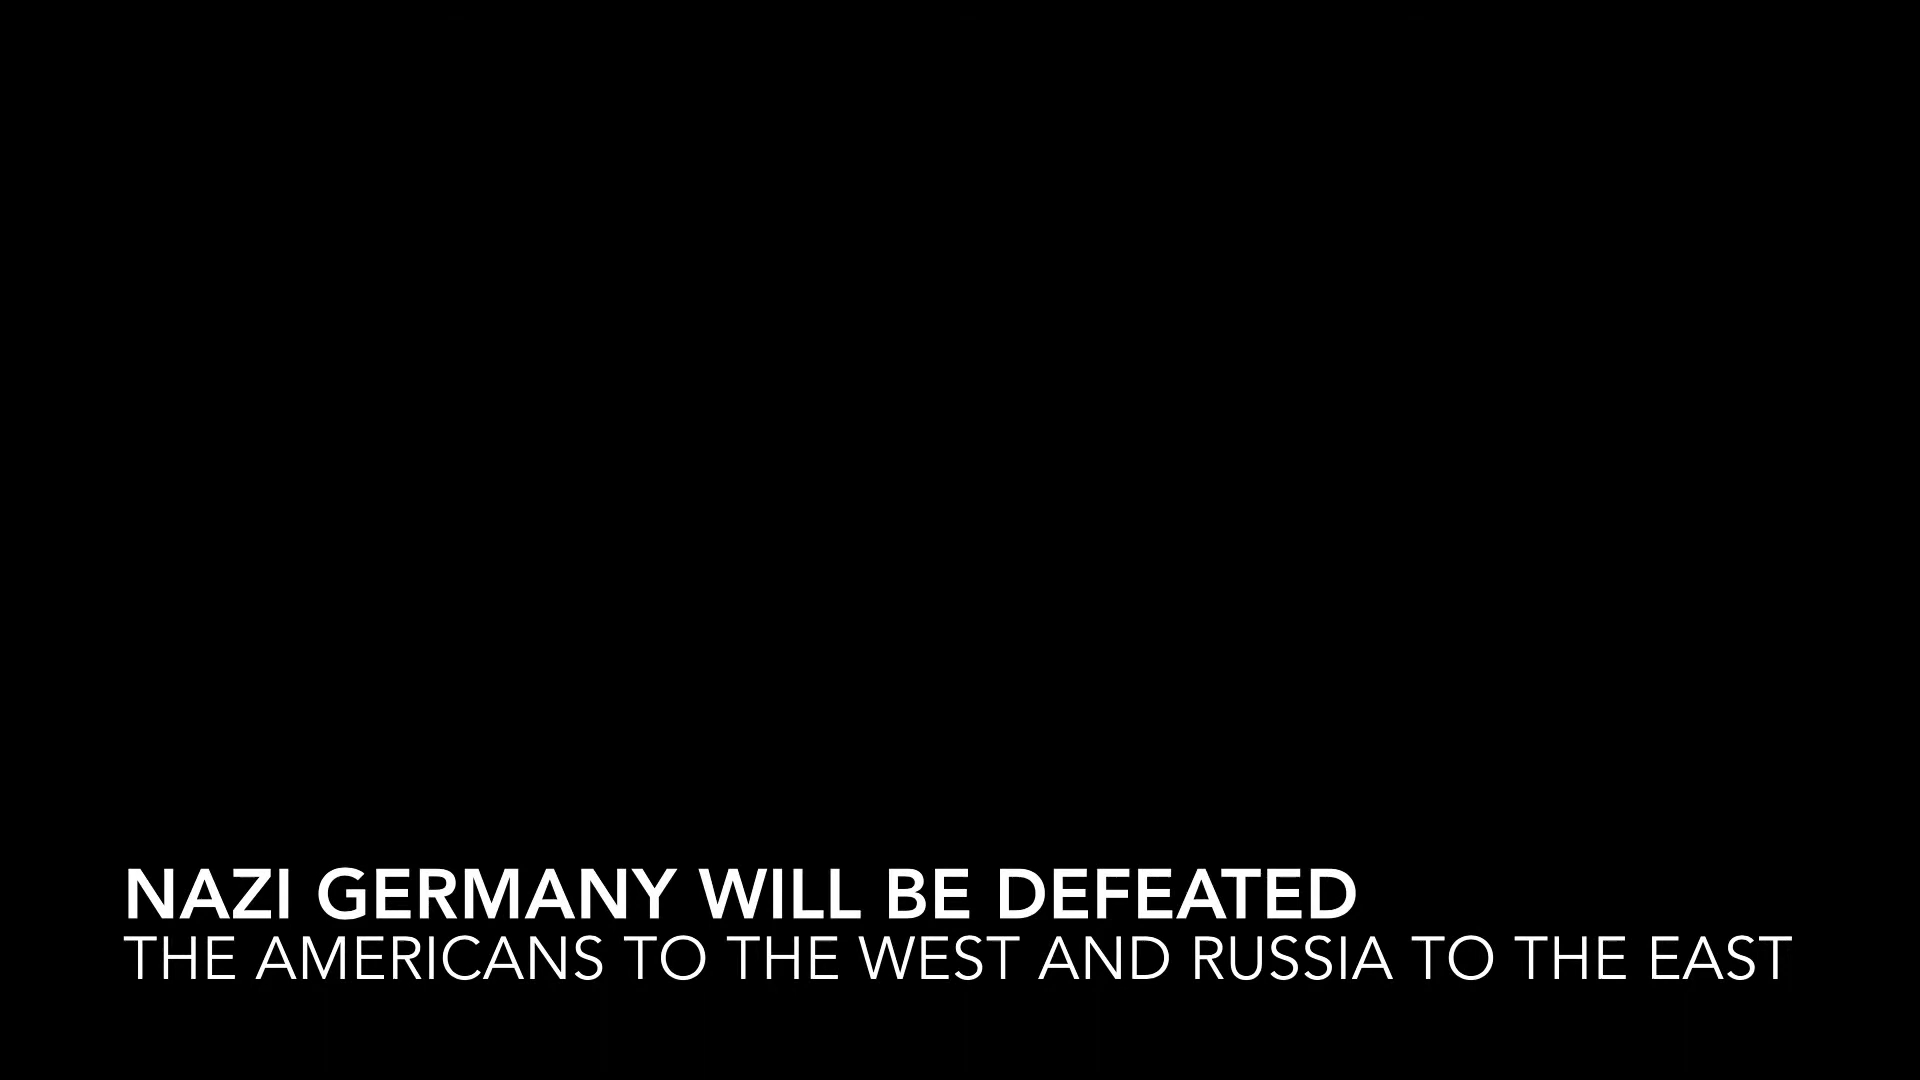 NAZI GERMANY WILL BE DEFEATED
THE AMERICANS TO THE WEST AND RUSSIA TO THE EAST